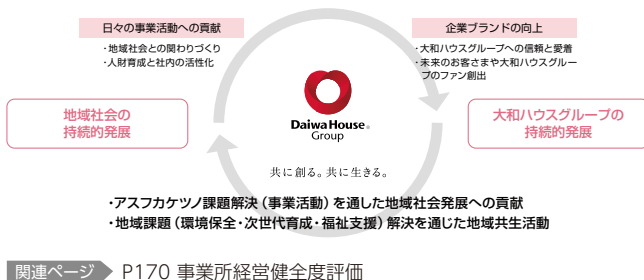 日々の事業活動への貢献
・地域社会との関わりづくり
・人財育成と社内の活性化
企業ブランドの向上
・大和ハウスグループへの信頼と愛着
・未来のお客さまや大和ハウスグルー
プのファン創出
地域社会の
持続的発展
Daiwa House®
Group
共に創る。共に生きる。
大和ハウスグループの
持続的発展
・アスフカケツノ課題解決（事業活動）を通した地域社会発展への貢献
・地域課題（環境保全・次世代育成・福祉支援）解決を通じた地域共生活動
関連ページ P170 事業所経営健全度評価